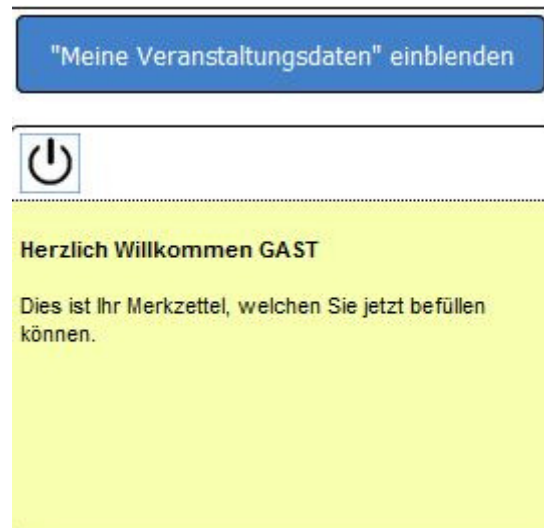 "Meine Veranstaltungsdaten" einblenden
Herzlich Willkommen GAST
Dies ist Ihr Merkzettel, welchen Sie jetzt befüllen
können.